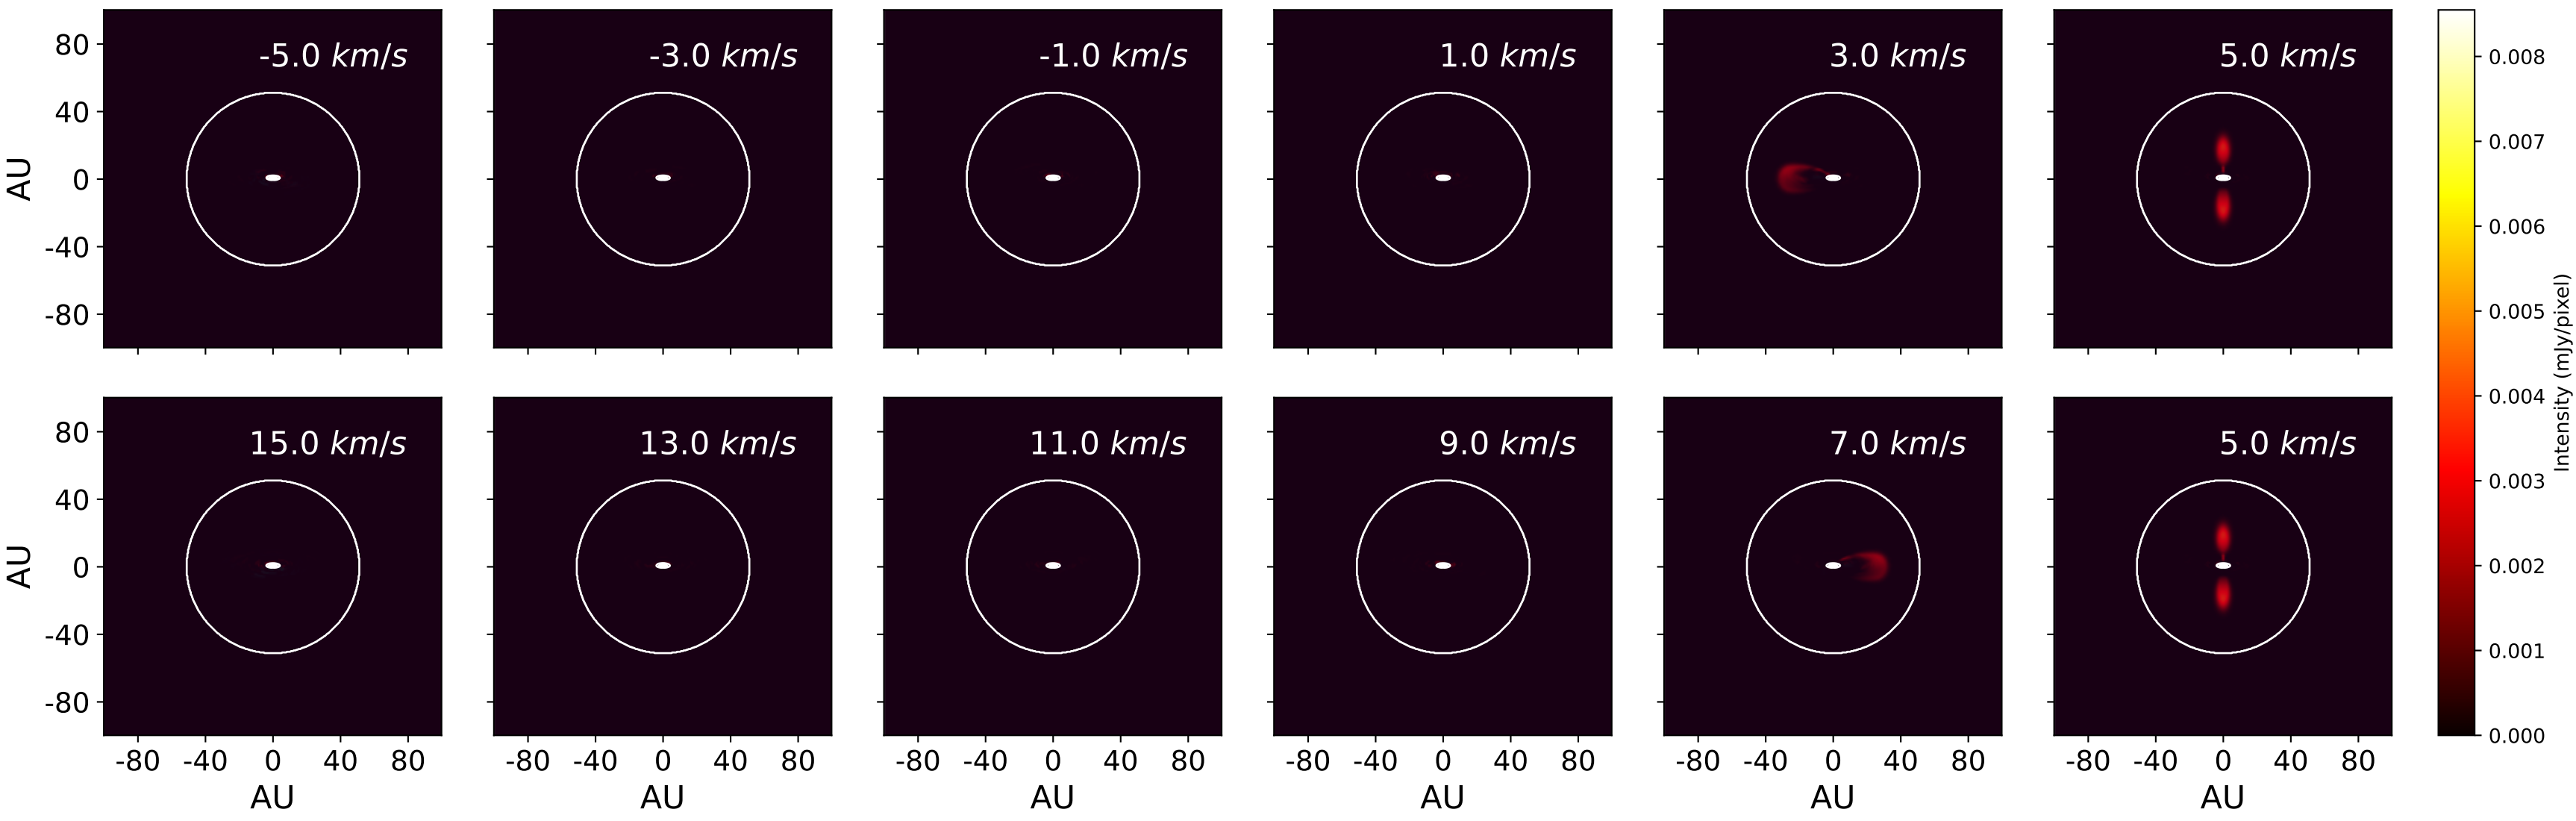 -5.0 km/s
-3.0 km/s
-1.0 km/s
1.0 km/s
3.0 km/s
5.0 km/s
80
40
0
-40
-80
AU
15.0 km/s
13.0 km/s
11.0 km/s
9.0 km/s
7.0 km/s
5.0 km/s
80
40
0
-40
-80
AU
-80 -40 0 40 80
-80 -40 0 40 80
-80 -40 0 40 80
-80 -40 0 40 80
-80 -40 0 40 80
-80 -40 0 40 80
AU
AU
AU
AU
AU
AU
0.008
0.007
0.006
0.005
0.004
0.003
0.002
0.001
0.000
Intensity (mJy/pixel)